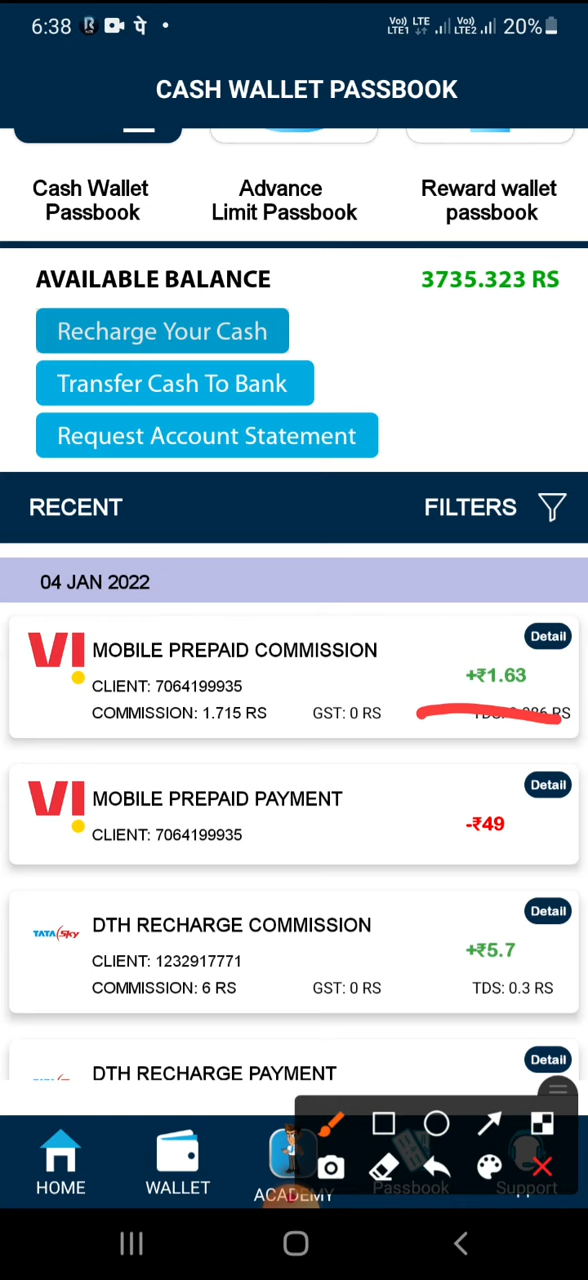 6:38 पे Vo) LTE Vo) 20%
LTE1 LTE2
CASH WALLET PASSBOOK
Cash Wallet Passbook
Advance Limit Passbook
Reward wallet passbook
AVAILABLE BALANCE 3735.323 RS
Recharge Your Cash
Transfer Cash To Bank
Request Account Statement
RECENT FILTERS
04 JAN 2022
Detail
VI MOBILE PREPAID COMMISSION
CLIENT: 7064199935 +₹1.63
COMMISSION: 1.715 RS GST: 0 RS RS
Detail
VI MOBILE PREPAID PAYMENT
CLIENT: 7064199935 -₹49
Detail
TATA Sky DTH RECHARGE COMMISSION
CLIENT: 1232917771 +₹5.7
COMMISSION: 6 RS GST: 0 RS TDS: 0.3 RS
Detail
DTH RECHARGE PAYMENT
HOME WALLET ACADEMY Passbook Support